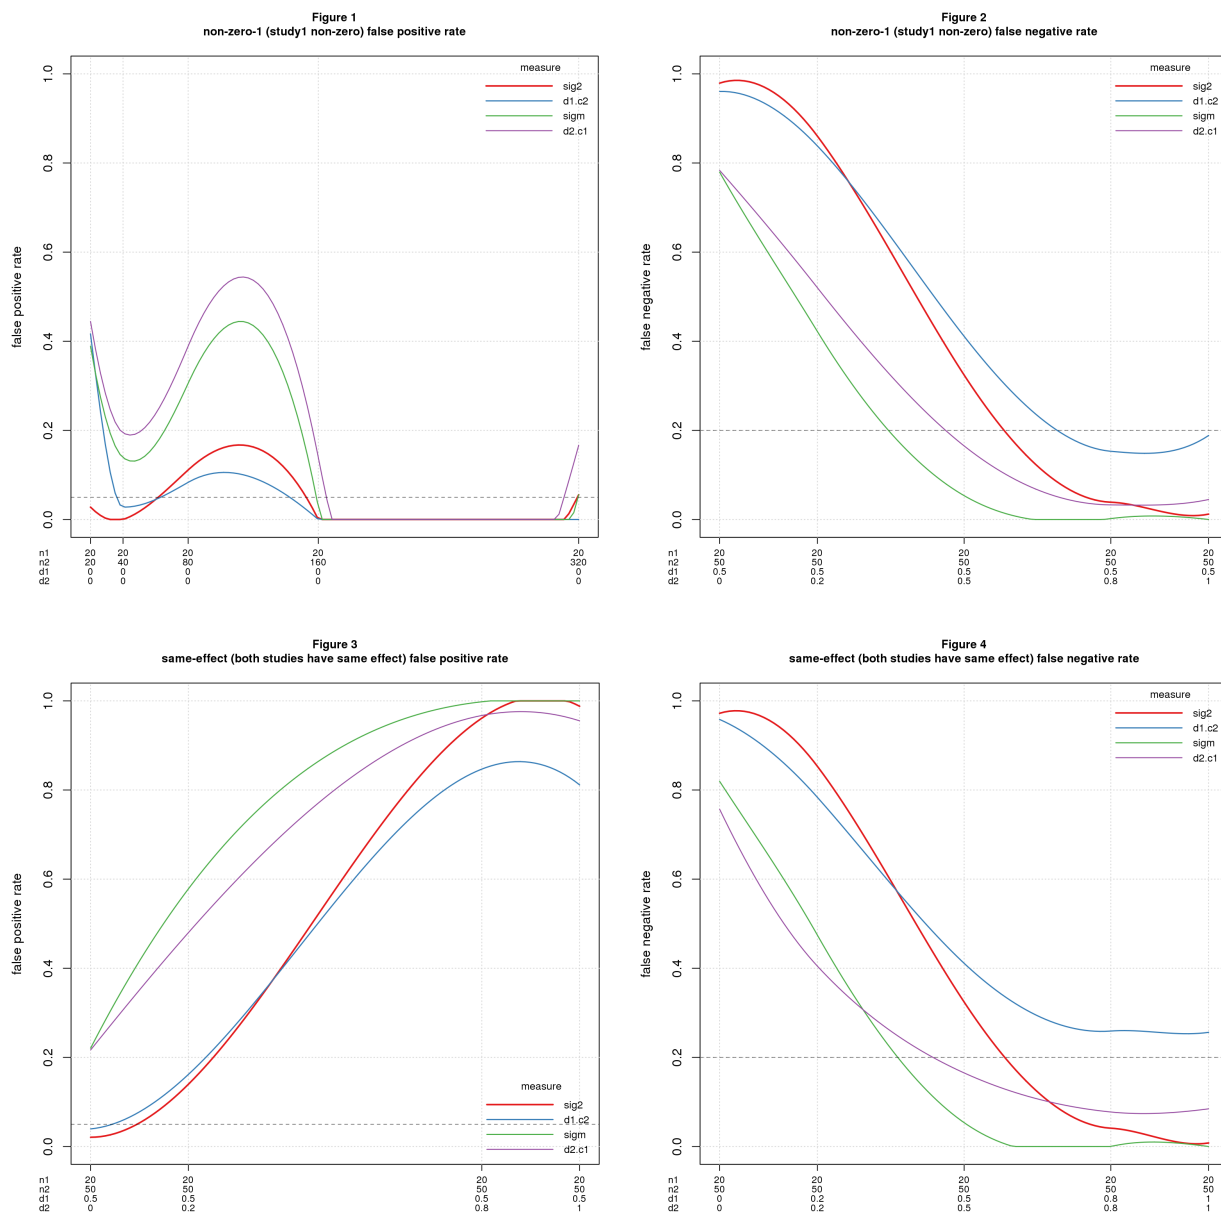 Figure 1
non-zero-1 (study1 non-zero) false positive rate
false positive rate
1.0
0.8
0.6
0.4
0.2
0.0
measure
sig2
d1.c2
sigm
d2.c1
n1 20 20 20 20 20
n2 20 40 80 160 320
d1 0 0 0 0 0
d2 0 0 0 0 0
Figure 2
non-zero-1 (study1 non-zero) false negative rate
false negative rate
1.0
0.8
0.6
0.4
0.2
0.0
measure
sig2
d1.c2
sigm
d2.c1
n1 20 20 20 20 20
n2 50 50 50 50 50
d1 0.5 0.5 0.5 0.5 0.5
d2 0 0.2 0.5 0.8 1
Figure 3
same-effect (both studies have same effect) false positive rate
false positive rate
1.0
0.8
0.6
0.4
0.2
0.0
measure
sig2
d1.c2
sigm
d2.c1
n1 20 20 20 20
n2 50 50 50 50
d1 0.5 0.5 0.5 0.5
d2 0 0.2 0.8 1
Figure 4
same-effect (both studies have same effect) false negative rate
false negative rate
1.0
0.8
0.6
0.4
0.2
0.0
measure
sig2
d1.c2
sigm
d2.c1
n1 20 20 20 20 20
n2 50 50 50 50 50
d1 0 0.2 0.5 0.8 1
d2 0 0.2 0.5 0.8 1